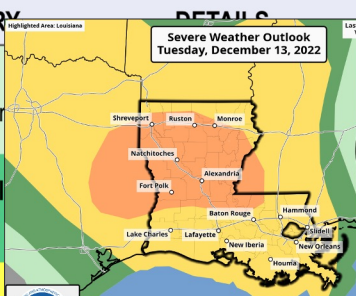 DETAILS
Highlighted Area: Louisiana
Severe Weather Outlook
Tuesday, December 13, 2022
Shreveport
Ruston
Monroe
Natchitoches
Alexandria
Fort Polk
Baton Rouge
Hammond
Lake Charles
Lafayette
Slidell
New Iberia
New Orleans
Houma